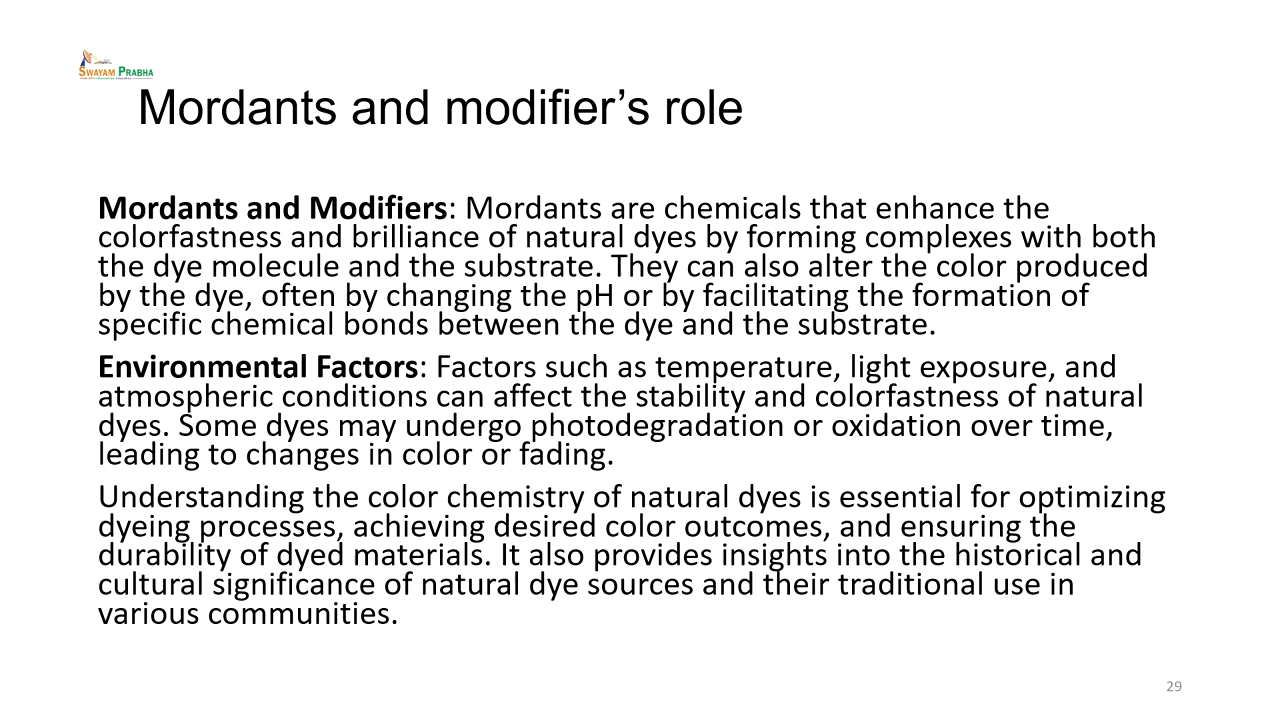 SWAYAM PRABHA
Mordants and modifier’s role
Mordants and Modifiers: Mordants are chemicals that enhance the
colorfastness and brilliance of natural dyes by forming complexes with both
the dye molecule and the substrate. They can also alter the color produced
by the dye, often by changing the pH or by facilitating the formation of
specific chemical bonds between the dye and the substrate.
Environmental Factors: Factors such as temperature, light exposure, and
atmospheric conditions can affect the stability and colorfastness of natural
dyes. Some dyes may undergo photodegradation or oxidation over time,
leading to changes in color or fading.
Understanding the color chemistry of natural dyes is essential for optimizing
dyeing processes, achieving desired color outcomes, and ensuring the
durability of dyed materials. It also provides insights into the historical and
cultural significance of natural dye sources and their traditional use in
various communities.
29